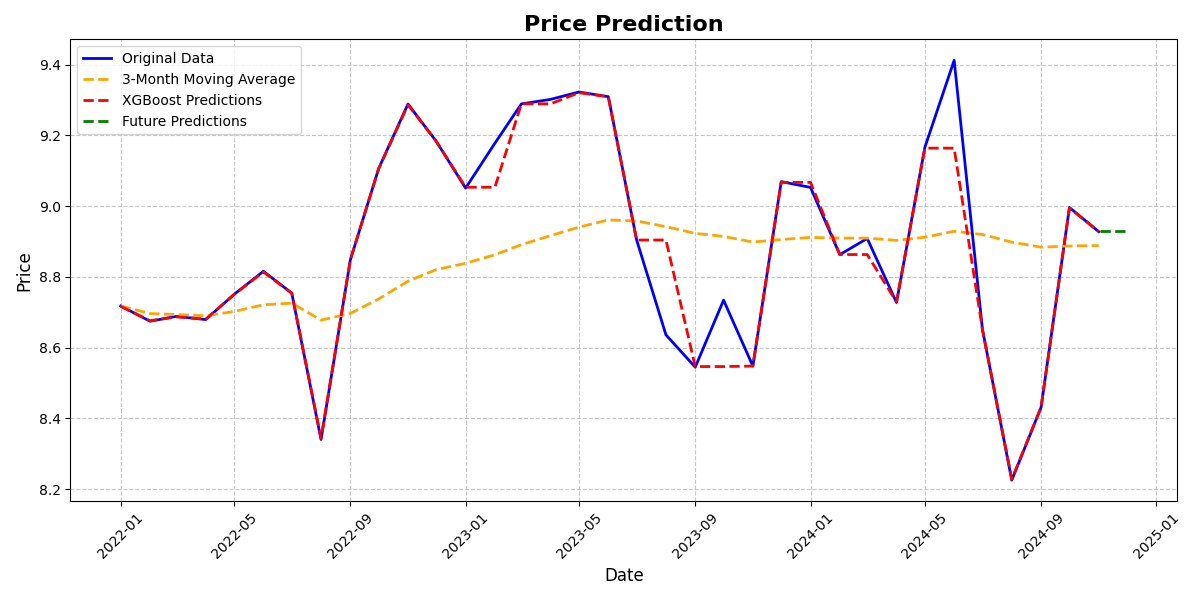 Price Prediction
Original Data
3-Month Moving Average
XGBoost Predictions
Future Predictions
Price
9.4
9.2
9.0
8.8
8.6
8.4
8.2
2022-01
2022-05
2022-09
2023-01
2023-05
2023-09
2024-01
2024-05
2024-09
2025-01
Date